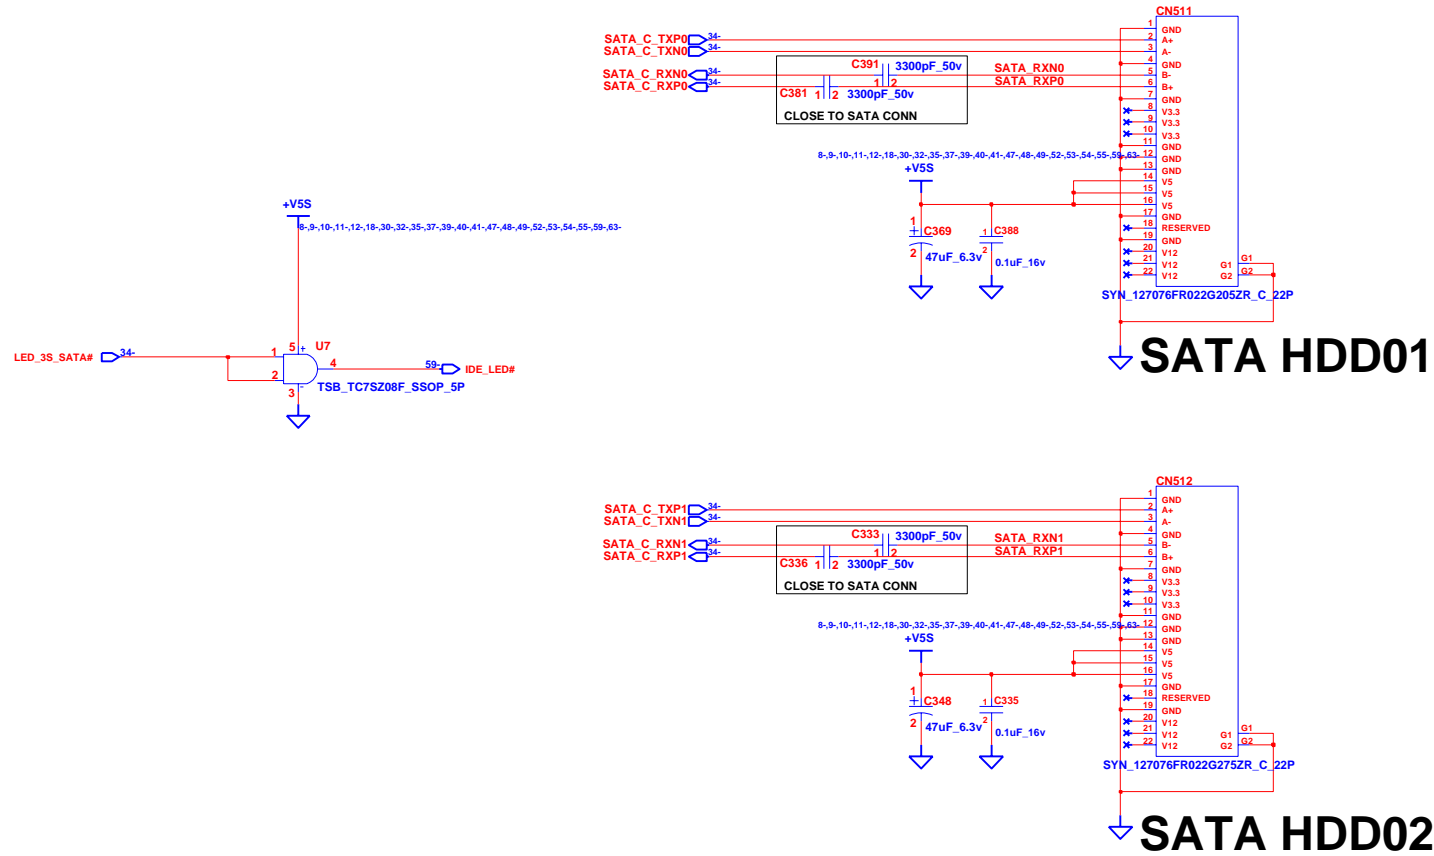 CN511
SATA_C_TXP0 34- 1 GND
SATA_C_TXN0 34- 2 A+
3 A-
4 GND
SATA_C_RXN0 34- C391 3300pF_50v SATA_RXN0 5 B-
SATA_C_RXP0 34- C381 1 2 3300pF_50v 1 2 SATA_RXP0 6 B+
CLOSE TO SATA CONN
7 GND
8 V3.3
9 V3.3
10 V3.3
11 GND
8-,9-,10-,11-,12-,18-,30-,32-,35-,37-,39-,40-,41-,47-,48-,49-,52-,53-,54-,55-,59-,63- 12 GND
13 GND
+V5S
14 V5
15 V5
16 V5
17 GND
18 RESERVED
19 GND
20 V12
21 V12 G1 G1
22 V12 G2 G2
1 + C369 2 47uF_6.3v
1 C388 2 0.1uF_16v
SYN_127076FR022G205ZR_C_22P
SATA HDD01
+V5S
8-,9-,10-,11-,12-,18-,30-,32-,35-,37-,39-,40-,41-,47-,48-,49-,52-,53-,54-,55-,59-,63-
LED_3S_SATA# 34- 1 2 5 + U7 4 59- IDE_LED#
3 - TSB_TC7SZ08F_SSOP_5P
CN512
SATA_C_TXP1 34- 1 GND
SATA_C_TXN1 34- 2 A+
3 A-
4 GND
SATA_C_RXN1 34- C333 3300pF_50v SATA_RXN1 5 B-
SATA_C_RXP1 34- C336 1 2 3300pF_50v 1 2 SATA_RXP1 6 B+
CLOSE TO SATA CONN
7 GND
8 V3.3
9 V3.3
10 V3.3
11 GND
8-,9-,10-,11-,12-,18-,30-,32-,35-,37-,39-,40-,41-,47-,48-,49-,52-,53-,54-,55-,59-,63- 12 GND
13 GND
+V5S
14 V5
15 V5
16 V5
17 GND
18 RESERVED
19 GND
20 V12
21 V12 G1 G1
22 V12 G2 G2
1 + C348 2 47uF_6.3v
1 C335 2 0.1uF_16v
SYN_127076FR022G275ZR_C_22P
SATA HDD02